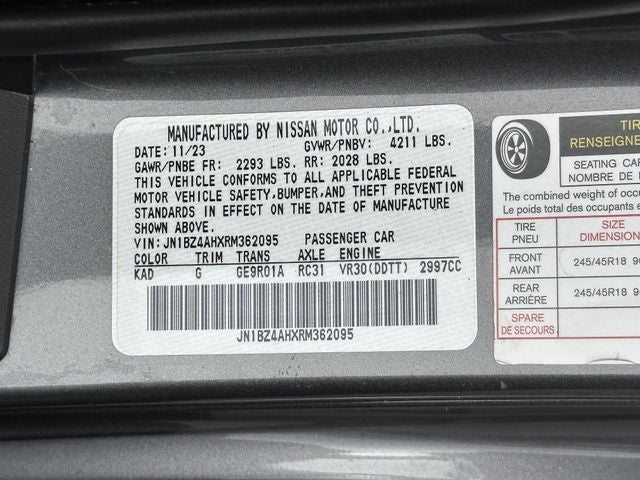 MANUFACTURED BY NISSAN MOTOR CO.,LTD.
DATE: 11/23 GVWR/PNBV: 4211 LBS.
GAWR/PNBE FR: 2293 LBS. RR: 2028 LBS.
THIS VEHICLE CONFORMS TO ALL APPLICABLE FEDERAL
MOTOR VEHICLE SAFETY, BUMPER, AND THEFT PREVENTION
STANDARDS IN EFFECT ON THE DATE OF MANUFACTURE
SHOWN ABOVE.
VIN: JN1BZ4AHXRM362095 PASSENGER CAR
COLOR TRIM TRANS AXLE ENGINE
KAD G GE9R01A RC31 VR30(DDTT) 2997CC
JN1BZ4AHXRM362095
TIR
RENSEIGNE
SEATING CA
NOMBRE DE
The combined weight of occu
Le poids total des occupants e
TIRE PNEU SIZE DIMENSION
FRONT AVANT 245/45R18 9
REAR ARRIÈRE 245/45R18 9
SPARE DE SECOURS